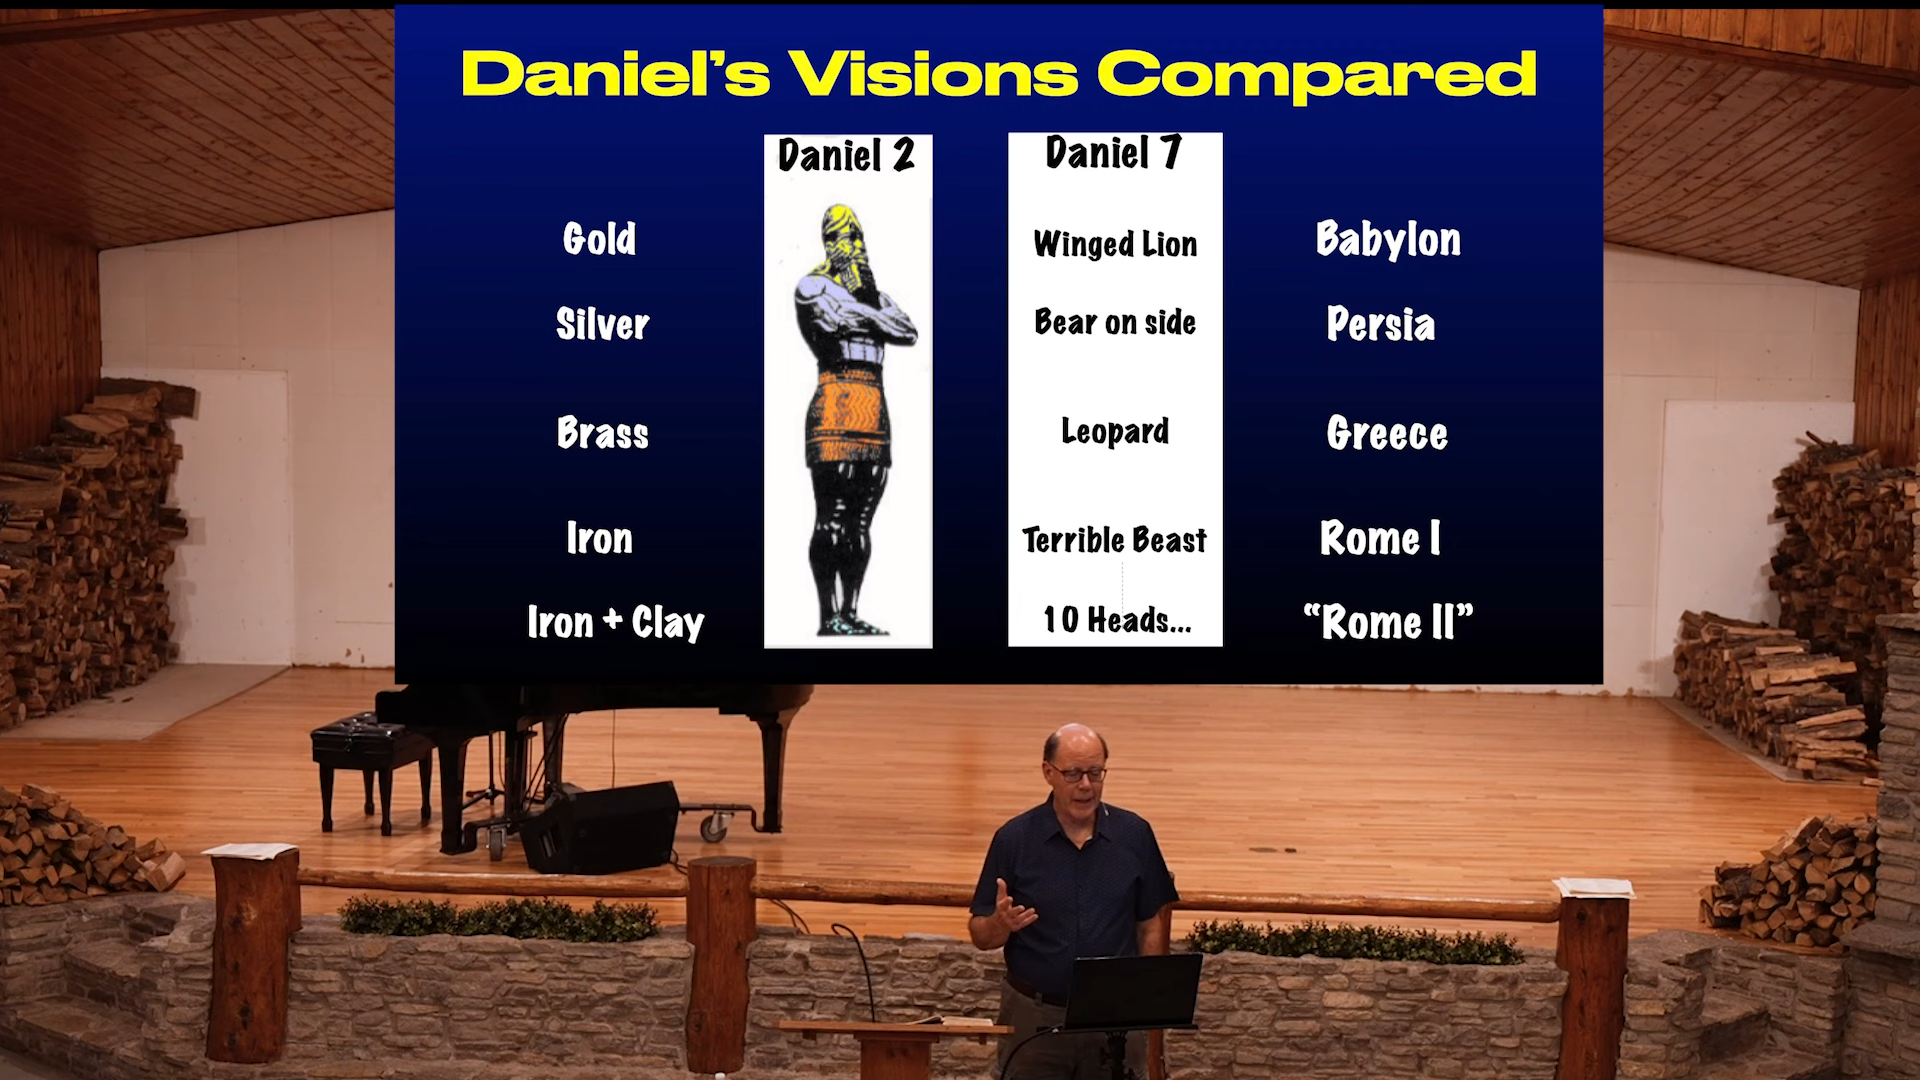 Daniel’s Visions Compared
Daniel 2
Daniel 7
Gold
Winged Lion
Babylon
Silver
Bear on side
Persia
Brass
Leopard
Greece
Iron
Terrible Beast
Rome I
Iron + Clay
10 Heads...
“Rome II”